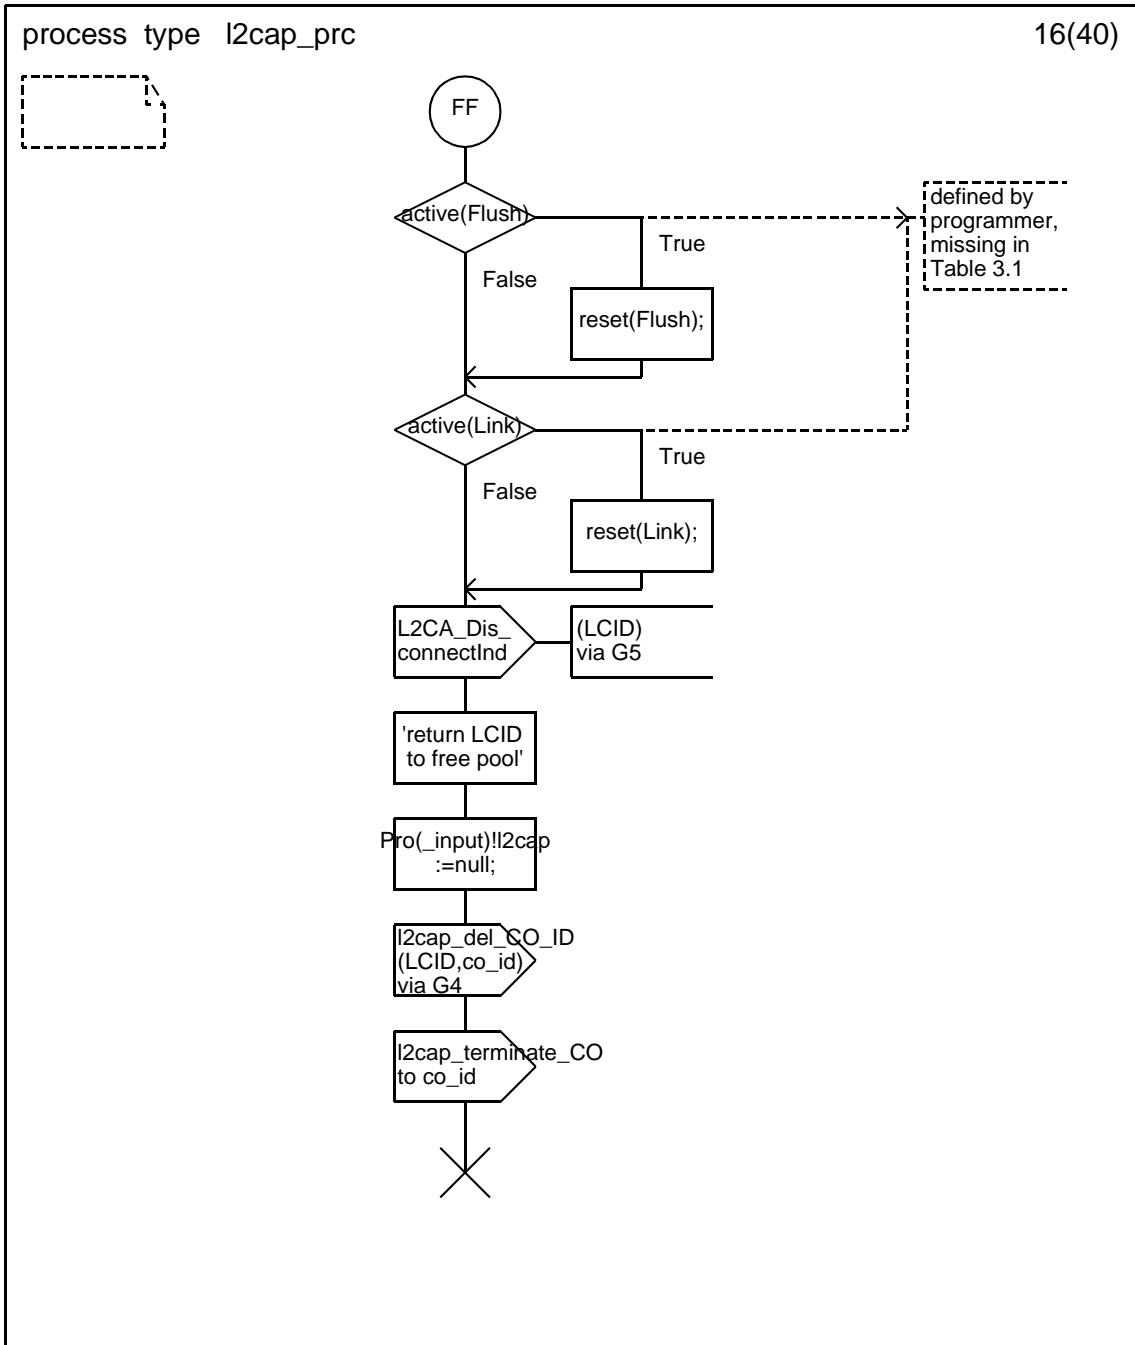 process type l2cap_prc
16(40)
FF
active(Flush)
defined by
programmer,
missing in
Table 3.1
True
False
reset(Flush);
active(Link)
True
False
reset(Link);
L2CA_Dis_
connectInd
(LCID)
via G5
'return LCID
to free pool'
Pro(_input)!l2cap
:=null;
l2cap_del_CO_ID
(LCID,co_id)
via G4
l2cap_terminate_CO
to co_id